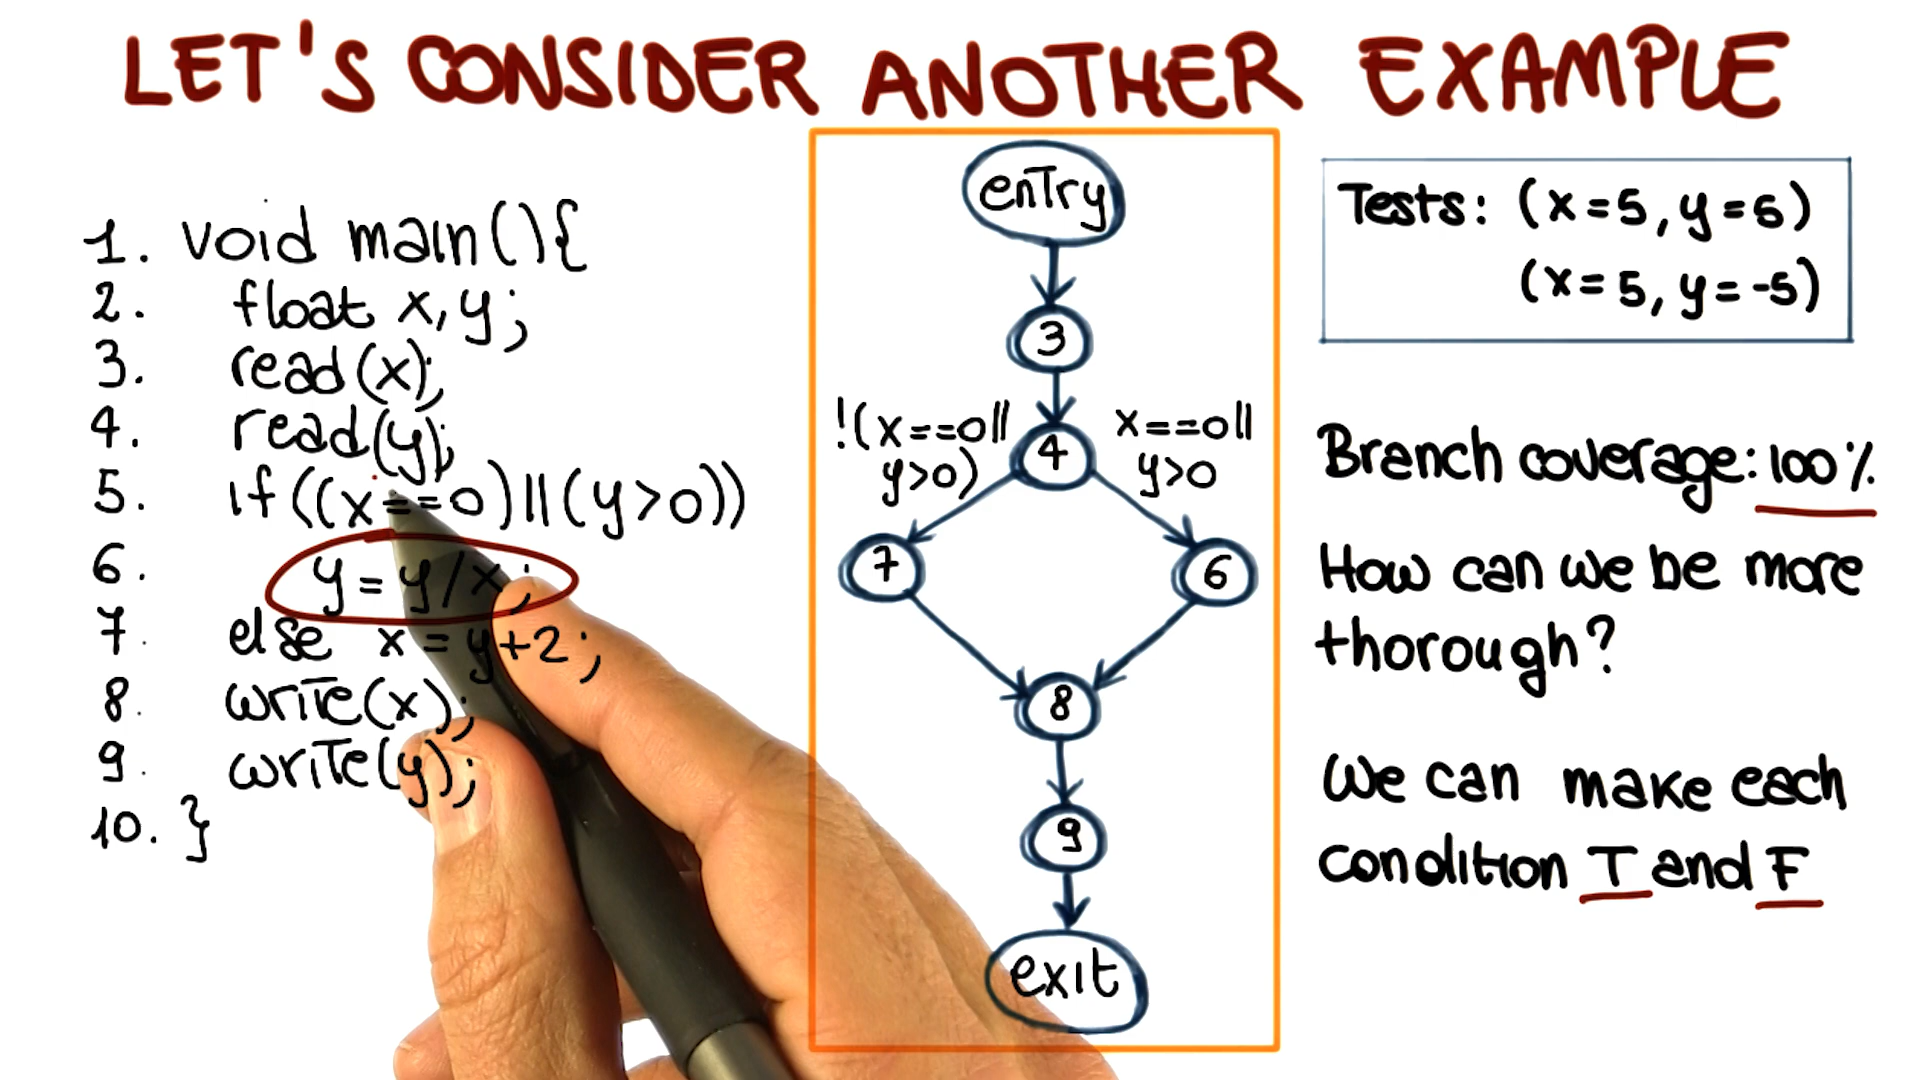 LET'S CONSIDER ANOTHER EXAMPLE
1. void main(){
2. float x,y;
3. read(x);
4. read(y);
5. if((x==0)||(y>0))
6. y=y/x;
7. else x=y+2;
8. write(x);
9. write(y);
10. }
entry
3
!(x==0||
y>0)
4
x==0||
y>0
7
6
8
9
exit
Tests: (x=5,y=5)
(x=5,y=-5)
Branch coverage:100%
How can we be more
thorough?
We can make each
condition T and F